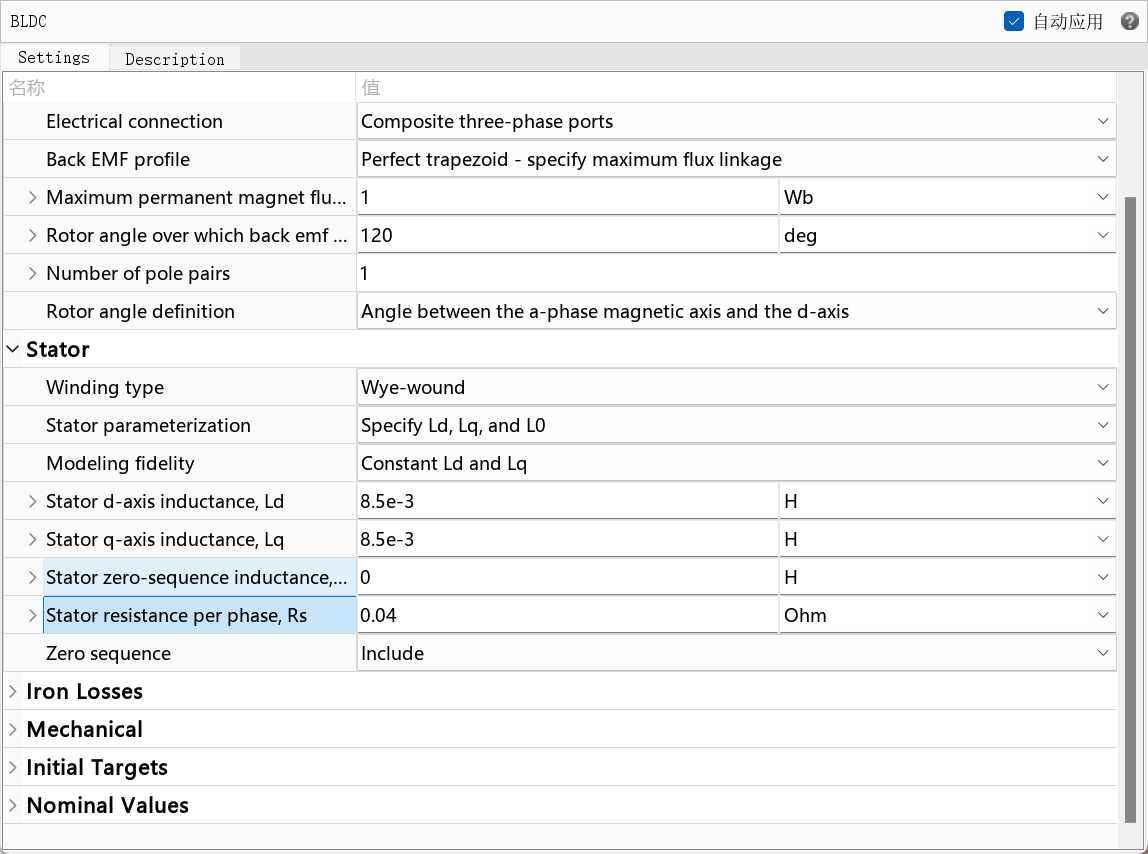 BLDC 自动应用
Settings Description
名称 值
Electrical connection Composite three-phase ports
Back EMF profile Perfect trapezoid - specify maximum flux linkage
Maximum permanent magnet flu... 1 Wb
Rotor angle over which back emf ... 120 deg
Number of pole pairs 1
Rotor angle definition Angle between the a-phase magnetic axis and the d-axis
Stator
Winding type Wye-wound
Stator parameterization Specify Ld, Lq, and L0
Modeling fidelity Constant Ld and Lq
Stator d-axis inductance, Ld 8.5e-3 H
Stator q-axis inductance, Lq 8.5e-3 H
Stator zero-sequence inductance,... 0 H
Stator resistance per phase, Rs 0.04 Ohm
Zero sequence Include
Iron Losses
Mechanical
Initial Targets
Nominal Values